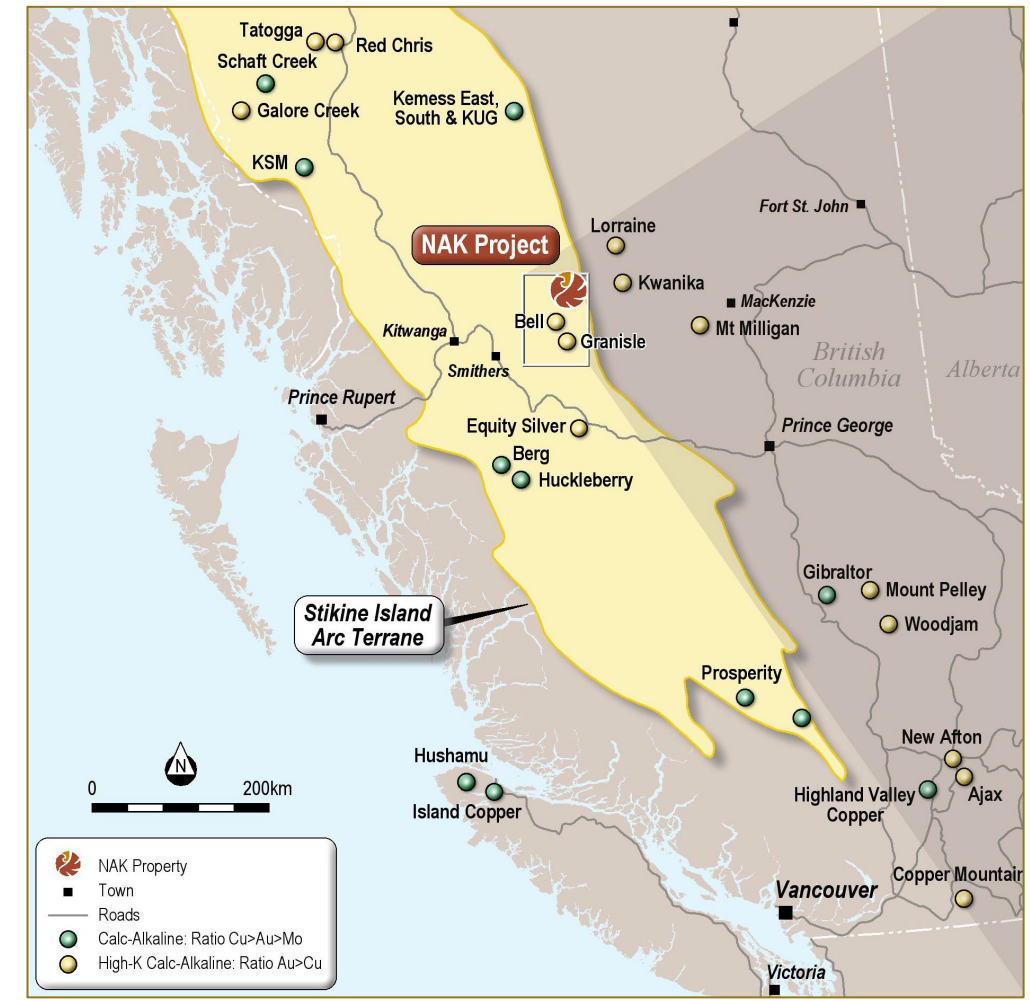 Tatogga
Red Chris
Schaft Creek
Galore Creek
Kemess East,
South & KUG
KSM
Fort St. John
Lorraine
NAK Project
Kwanika
MacKenzie
Bell
Mt Milligan
Kitwanga
Granisle
British
Columbia
Alberta
Smithers
Prince Rupert
Equity Silver
Prince George
Berg
Huckleberry
Gibraltor
Mount Pelley
Stikine Island
Arc Terrane
Woodjam
Prosperity
New Afton
Hushamu
N
0
200km
Island Copper
Highland Valley
Copper
Ajax
NAK Property
Town
Roads
Calc-Alkaline: Ratio Cu>Au>Mo
High-K Calc-Alkaline: Ratio Au>Cu
Copper Mountain
Vancouver
Victoria